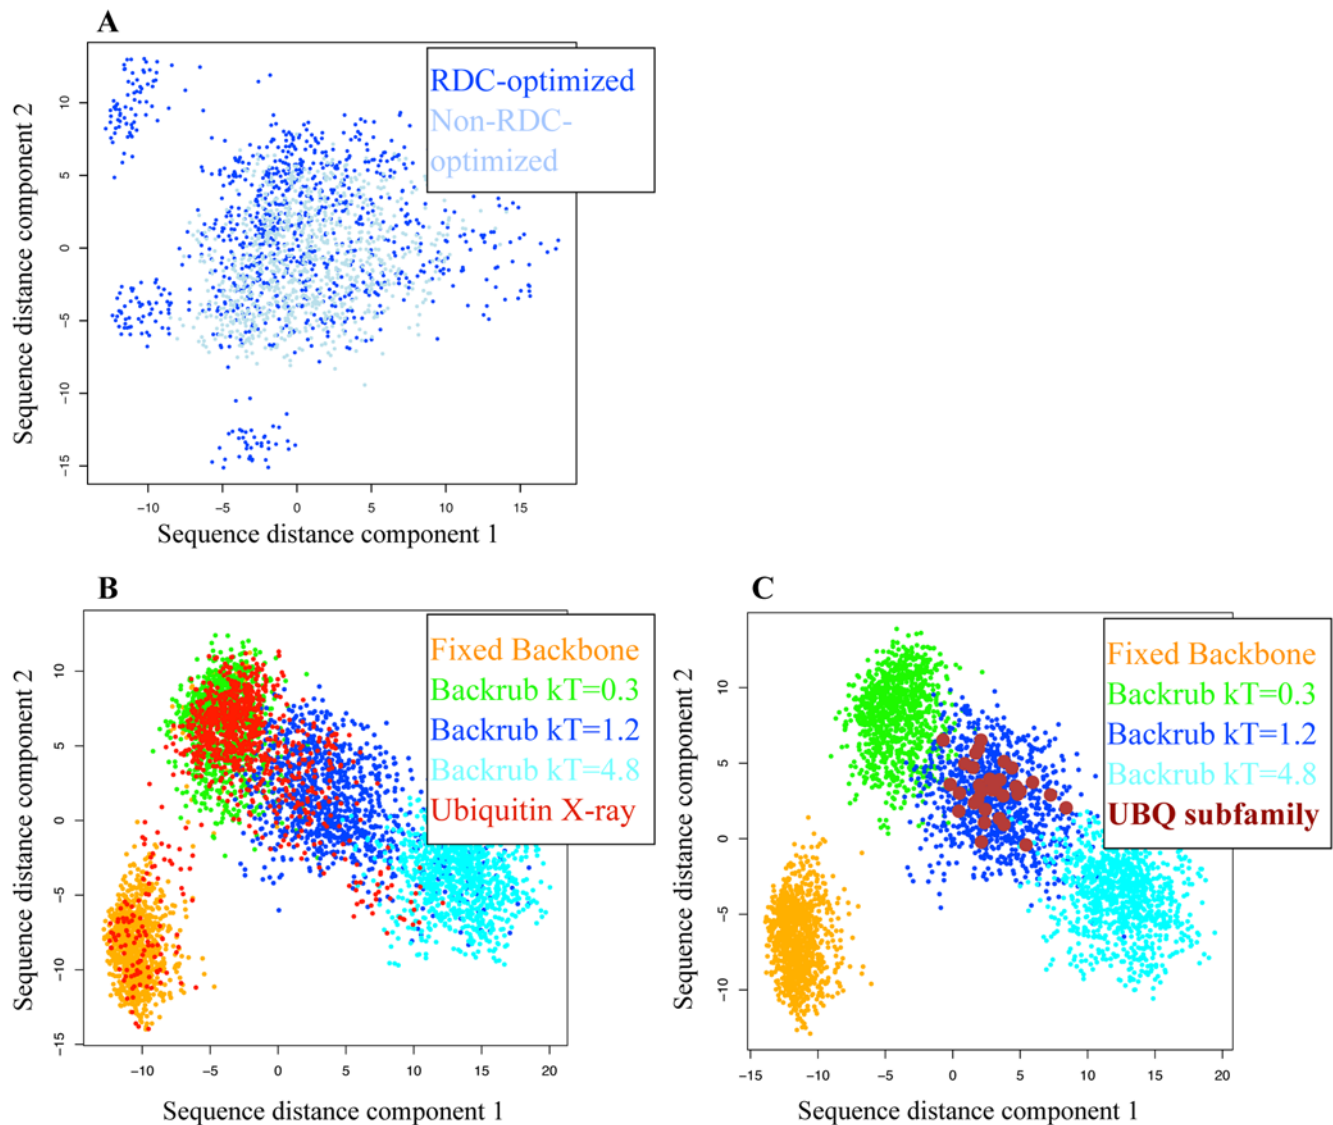 A
RDC-optimized
Non-RDC-
optimized
Sequence distance component 2
10
5
0
−5
−10
−15
−10
−5
0
5
10
15
Sequence distance component 1
B
Fixed Backbone
Backrub kT=0.3
Backrub kT=1.2
Backrub kT=4.8
Ubiquitin X-ray
Sequence distance component 2
10
5
0
−5
−10
−15
−10
−5
0
5
10
15
20
Sequence distance component 1
C
Fixed Backbone
Backrub kT=0.3
Backrub kT=1.2
Backrub kT=4.8
UBQ subfamily
Sequence distance component 2
10
5
0
−5
−10
−15
−10
−5
0
5
10
15
20
Sequence distance component 1